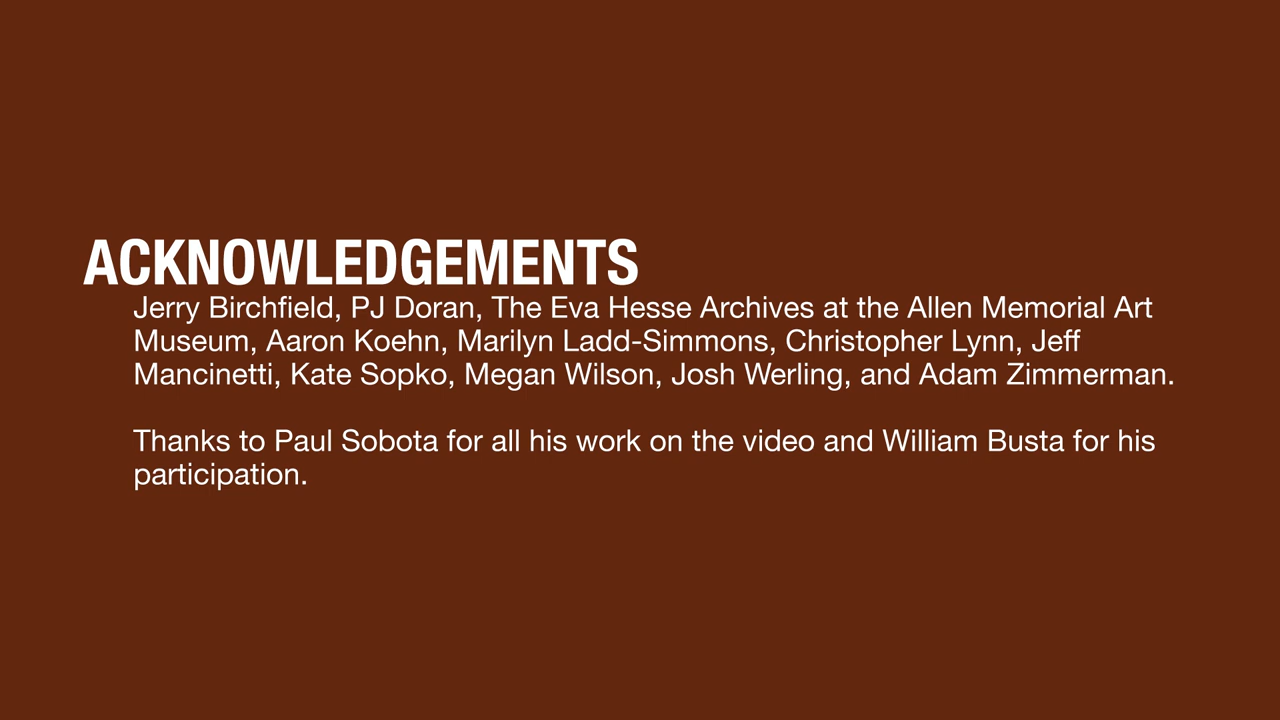 ACKNOWLEDGEMENTS
Jerry Birchfield, PJ Doran, The Eva Hesse Archives at the Allen Memorial Art
Museum, Aaron Koehn, Marilyn Ladd-Simmons, Christopher Lynn, Jeff
Mancinetti, Kate Sopko, Megan Wilson, Josh Werling, and Adam Zimmerman.
Thanks to Paul Sobota for all his work on the video and William Busta for his
participation.